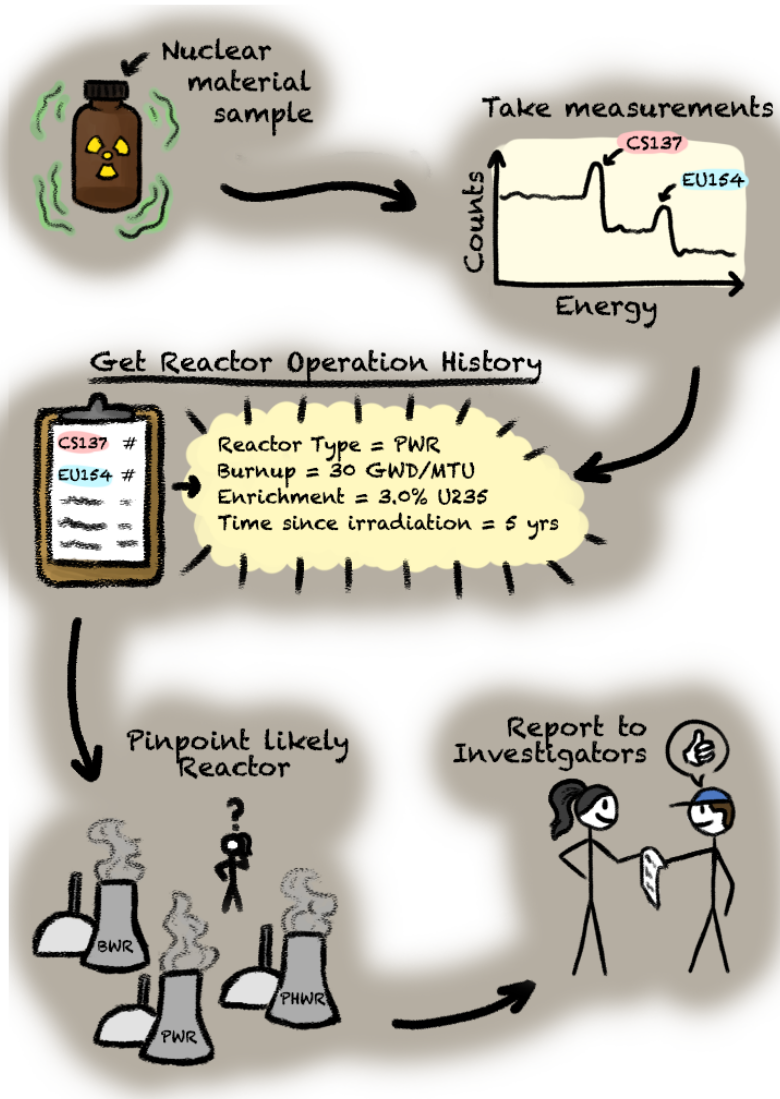 Nuclear
material
sample
Take measurements
CS137
EU154
Counts
Energy
Get Reactor Operation History
CS137 #
EU154 #
Reactor Type = PWR
Burnup = 30 GWD/MTU
Enrichment = 3.0% U235
Time since irradiation = 5 yrs
Pinpoint likely
Reactor
?
BWR
PWR
PHWR
Report to
Investigators